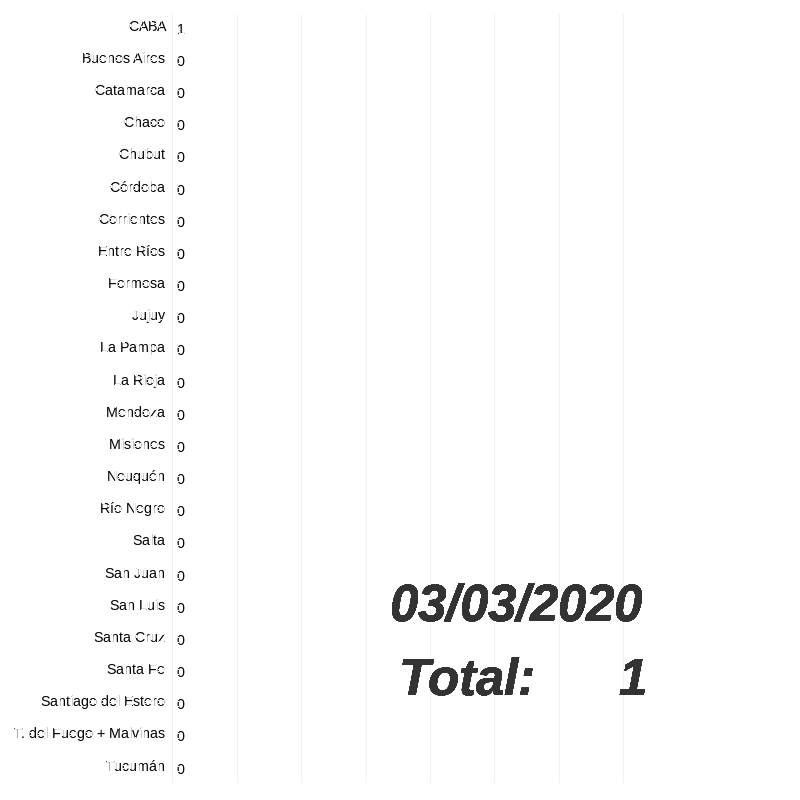 CABA 1
Buenos Aires 0
Catamarca 0
Chaco 0
Chubut 0
Córdoba 0
Corrientes 0
Entre Ríos 0
Formosa 0
Jujuy 0
La Pampa 0
La Rioja 0
Mendoza 0
Misiones 0
Neuquén 0
Río Negro 0
Salta 0
San Juan 0
San Luis 0
Santa Cruz 0
Santa Fe 0
Santiago del Estero 0
T. del Fuego + Malvinas 0
Tucumán 0
03/03/2020
Total: 1